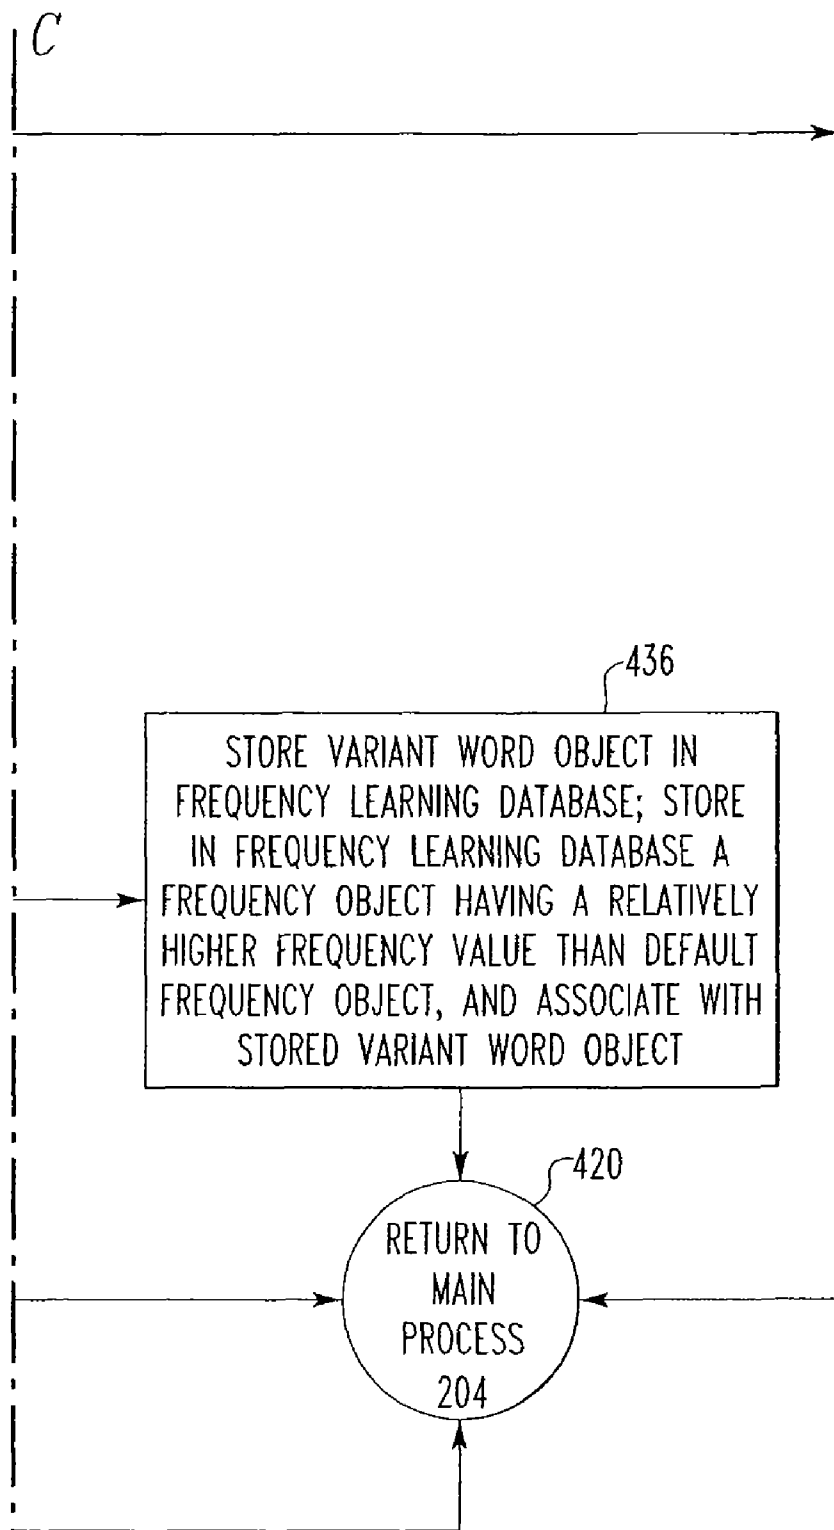 C
436
STORE VARIANT WORD OBJECT IN
FREQUENCY LEARNING DATABASE; STORE
IN FREQUENCY LEARNING DATABASE A
FREQUENCY OBJECT HAVING A RELATIVELY
HIGHER FREQUENCY VALUE THAN DEFAULT
FREQUENCY OBJECT, AND ASSOCIATE WITH
STORED VARIANT WORD OBJECT
420
RETURN TO
MAIN
PROCESS
204